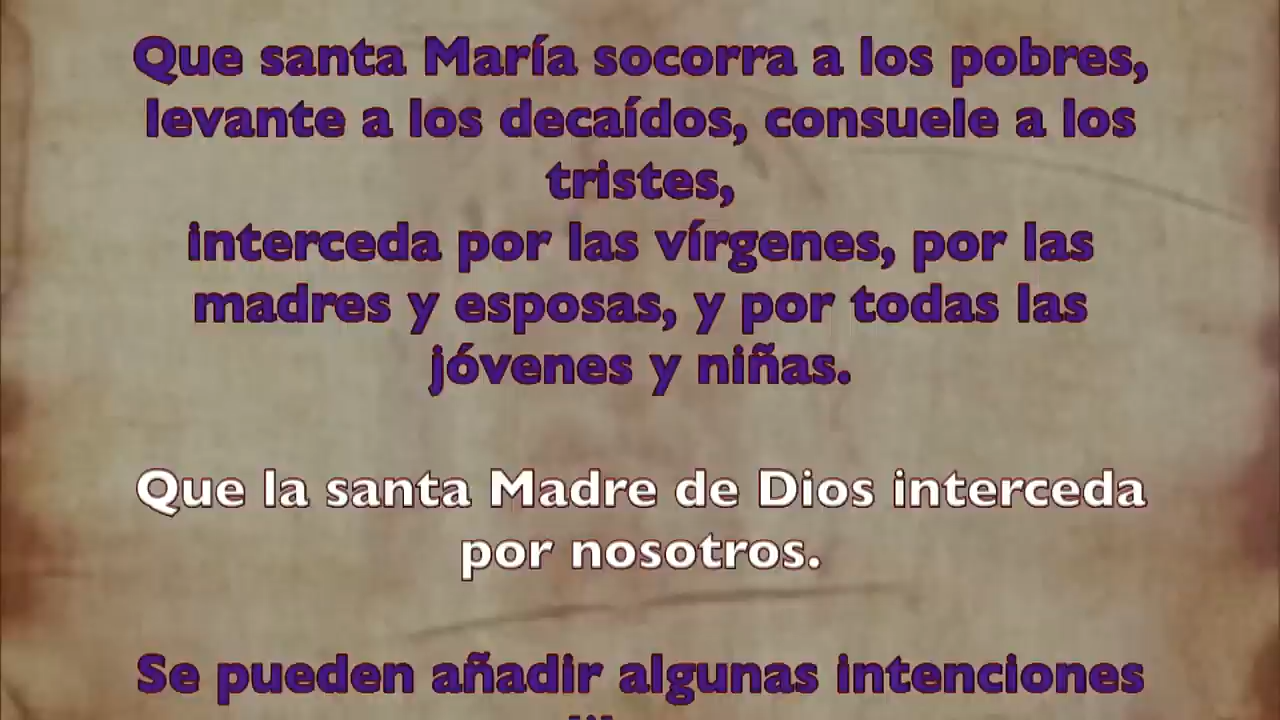 Que santa María socorra a los pobres,
levante a los decaídos, consuele a los
tristes,
interceda por las vírgenes, por las
madres y esposas, y por todas las
jóvenes y niñas.
Que la santa Madre de Dios interceda
por nosotros.
Se pueden añadir algunas intenciones